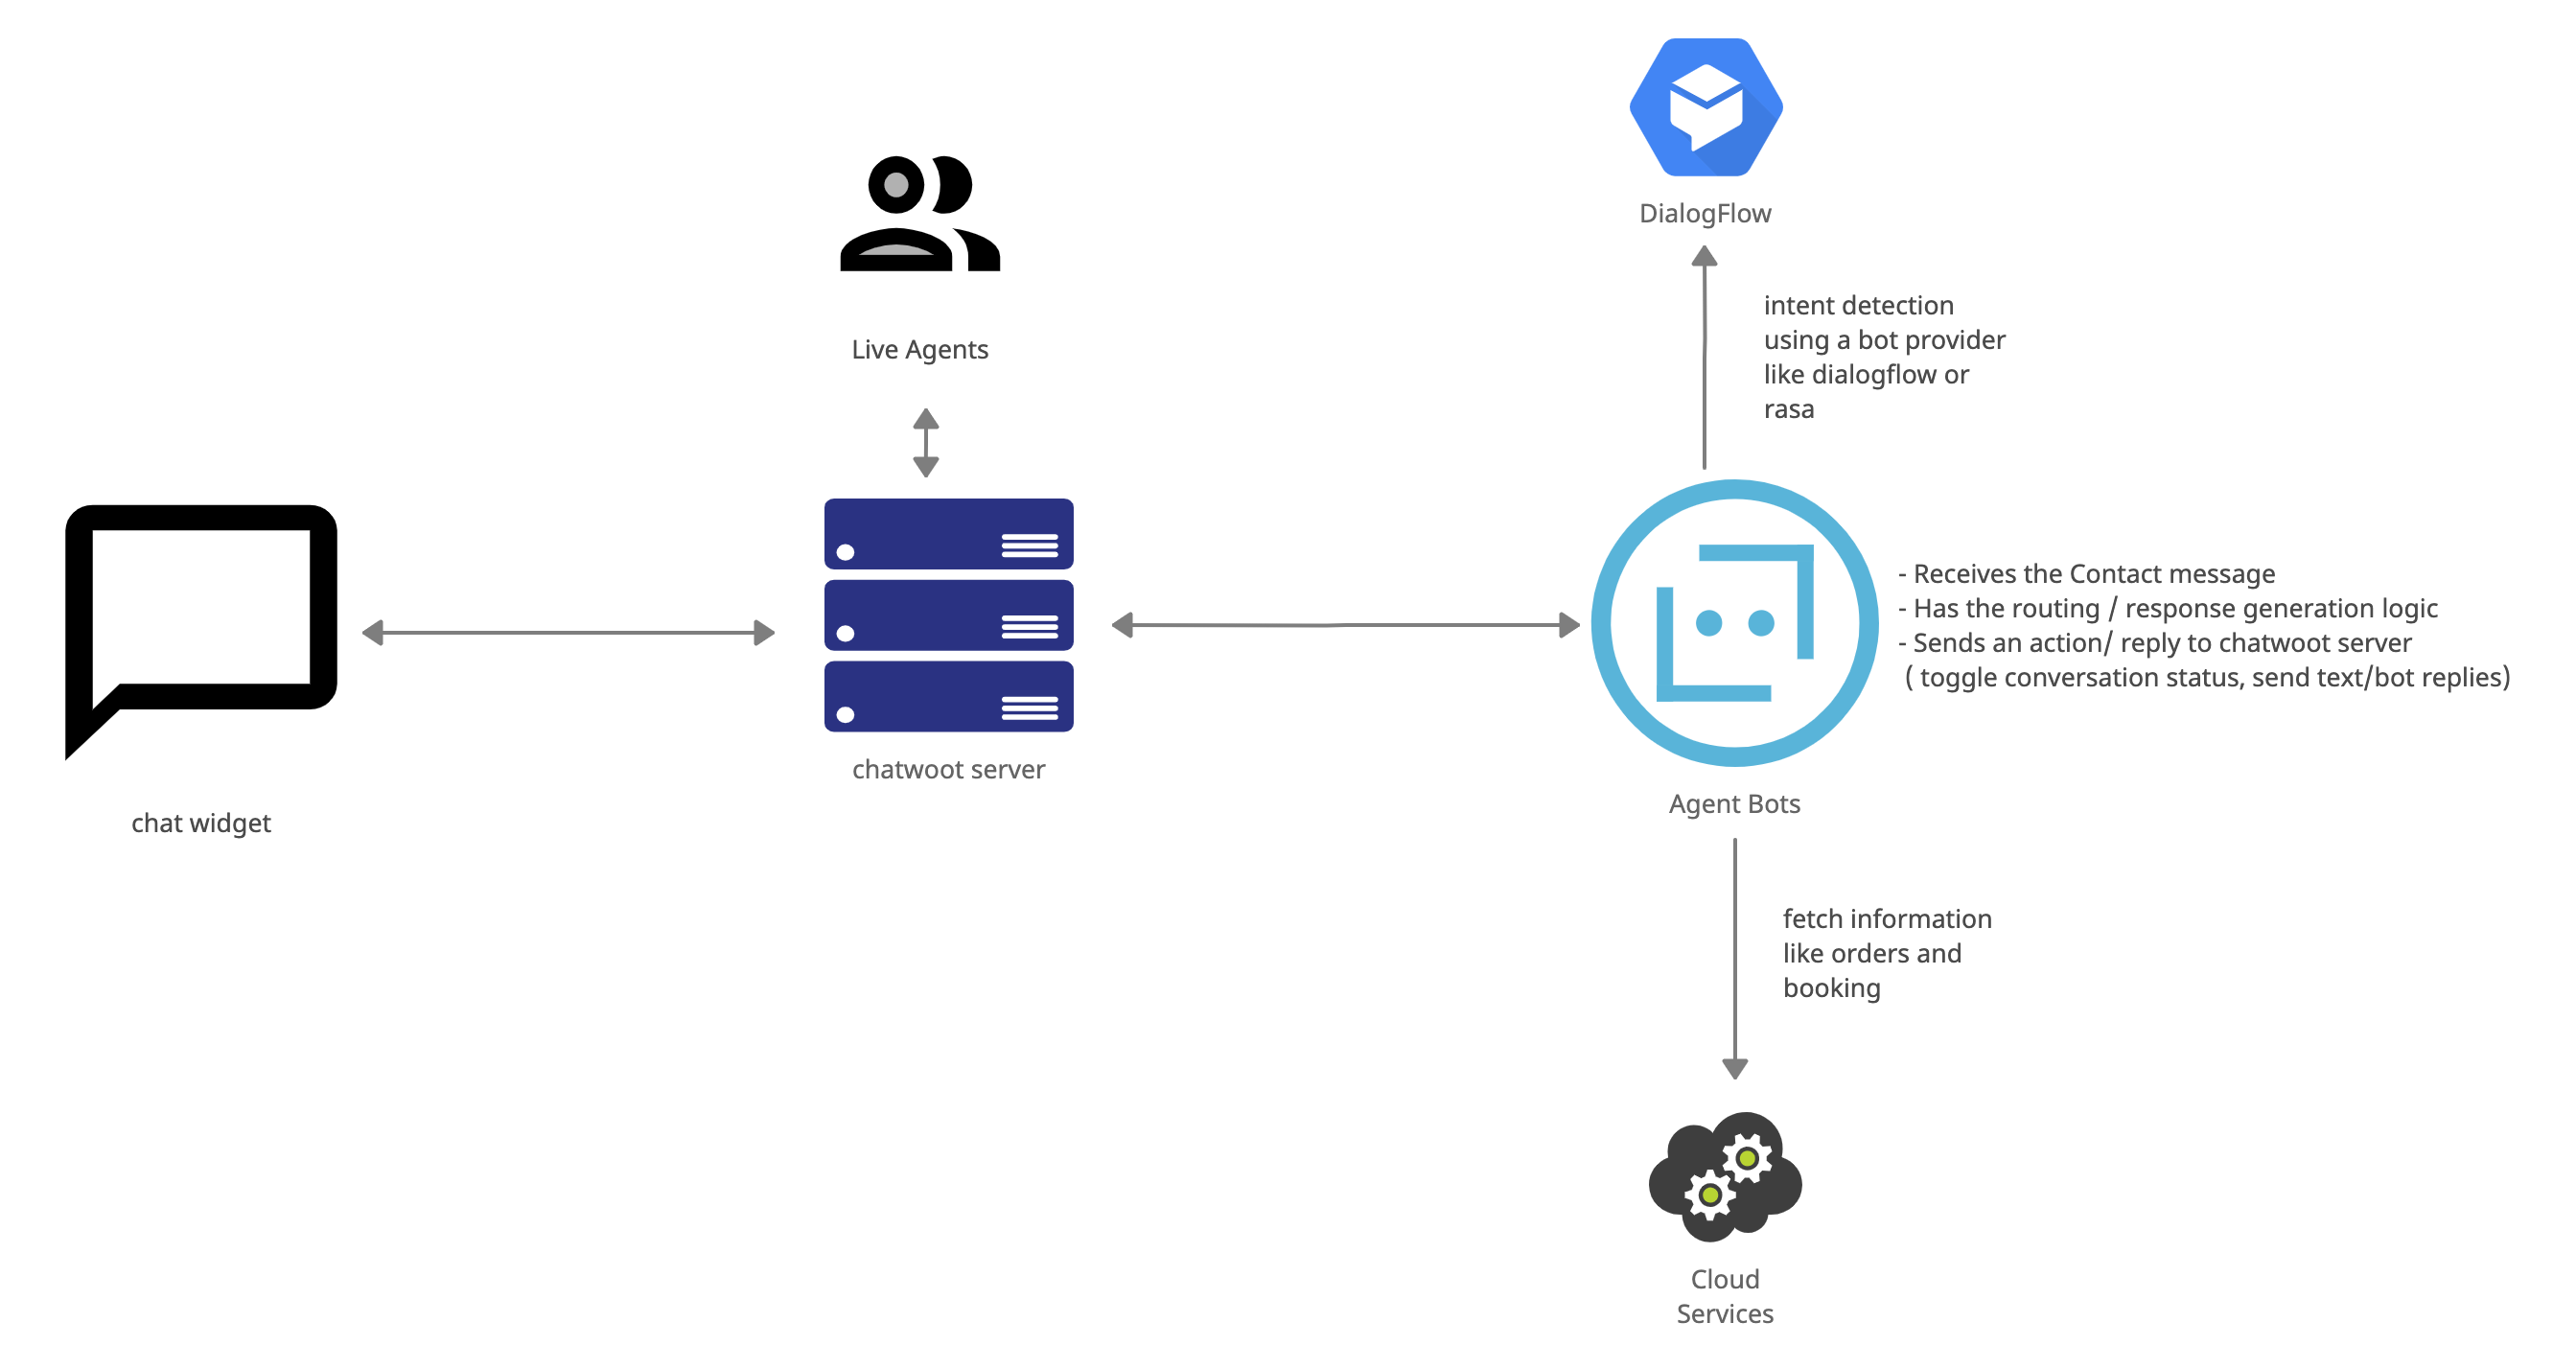 DialogFlow
intent detection
using a bot provider
like dialogflow or
rasa
Live Agents
- Receives the Contact message
- Has the routing / response generation logic
- Sends an action/ reply to chatwoot server
( toggle conversation status, send text/bot replies)
chatwoot server
Agent Bots
chat widget
fetch information
like orders and
booking
Cloud
Services